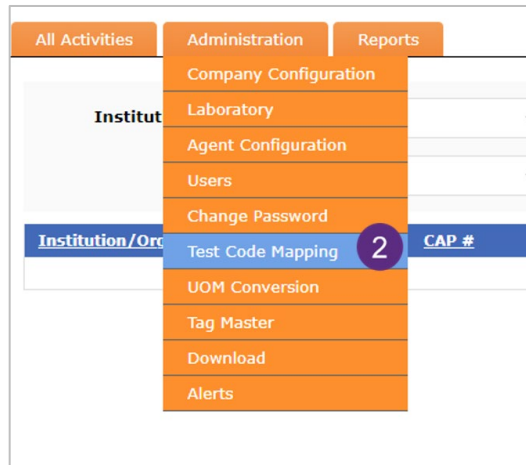 All Activities Administration Reports
Company Configuration
Institut Laboratory
Agent Configuration
Users
Change Password
Institution/Ord Test Code Mapping 2 CAP #
UOM Conversion
Tag Master
Download
Alerts